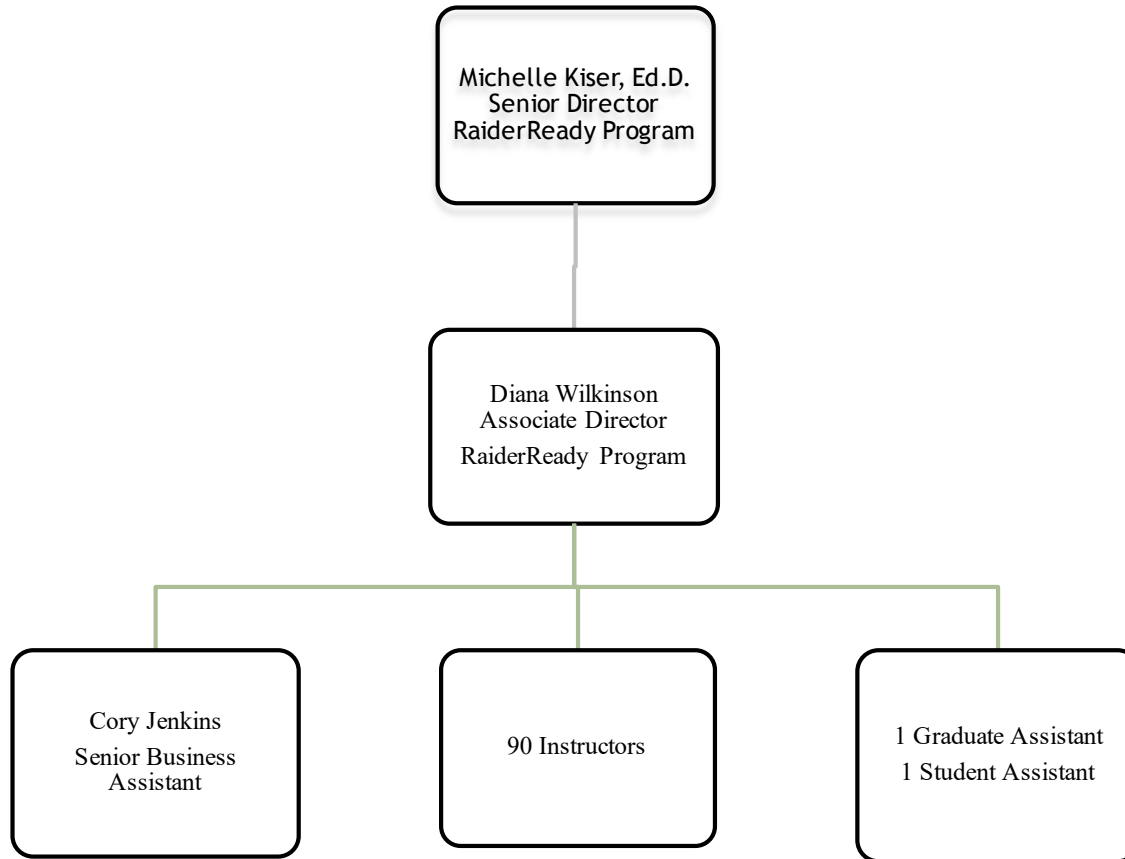 Michelle Kiser, Ed.D.
Senior Director
RaiderReady Program
Diana Wilkinson
Associate Director
RaiderReady Program
Cory Jenkins
Senior Business
Assistant
90 Instructors
1 Graduate Assistant
1 Student Assistant